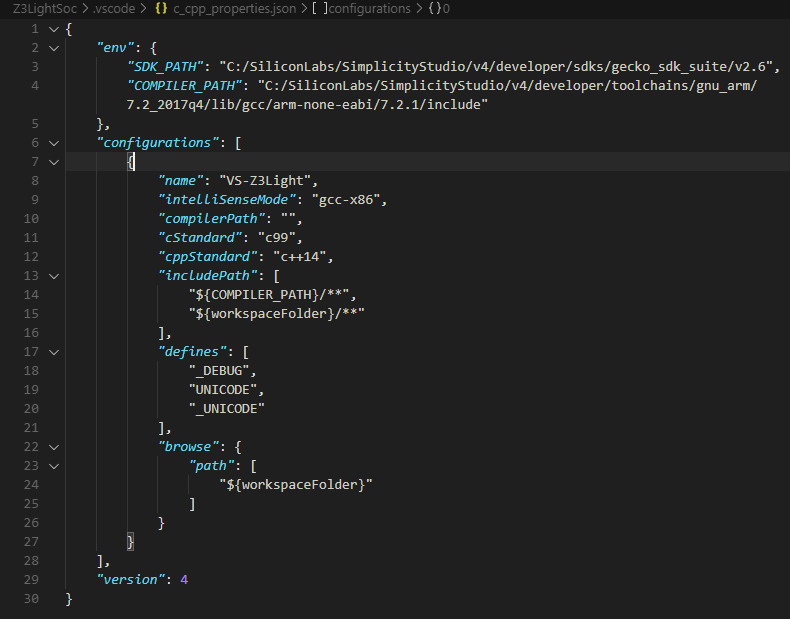 Z3LightSoc > .vscode > {} c_cpp_properties.json > [ ]configurations > {}0
1 {
2 "env": {
3 "SDK_PATH": "C:/SiliconLabs/SimplicityStudio/v4/developer/sdks/gecko_sdk_suite/v2.6",
4 "COMPILER_PATH": "C:/SiliconLabs/SimplicityStudio/v4/developer/toolchains/gnu_arm/
7.2_2017q4/lib/gcc/arm-none-eabi/7.2.1/include"
5 },
6 "configurations": [
7 {
8 "name": "VS-Z3Light",
9 "intelliSenseMode": "gcc-x86",
10 "compilerPath": "",
11 "cStandard": "c99",
12 "cppStandard": "c++14",
13 "includePath": [
14 "${COMPILER_PATH}/**",
15 "${workspaceFolder}/**"
16 ],
17 "defines": [
18 "_DEBUG",
19 "UNICODE",
20 "_UNICODE"
21 ],
22 "browse": {
23 "path": [
24 "${workspaceFolder}"
25 ]
26 }
27 }
28 ],
29 "version": 4
30 }